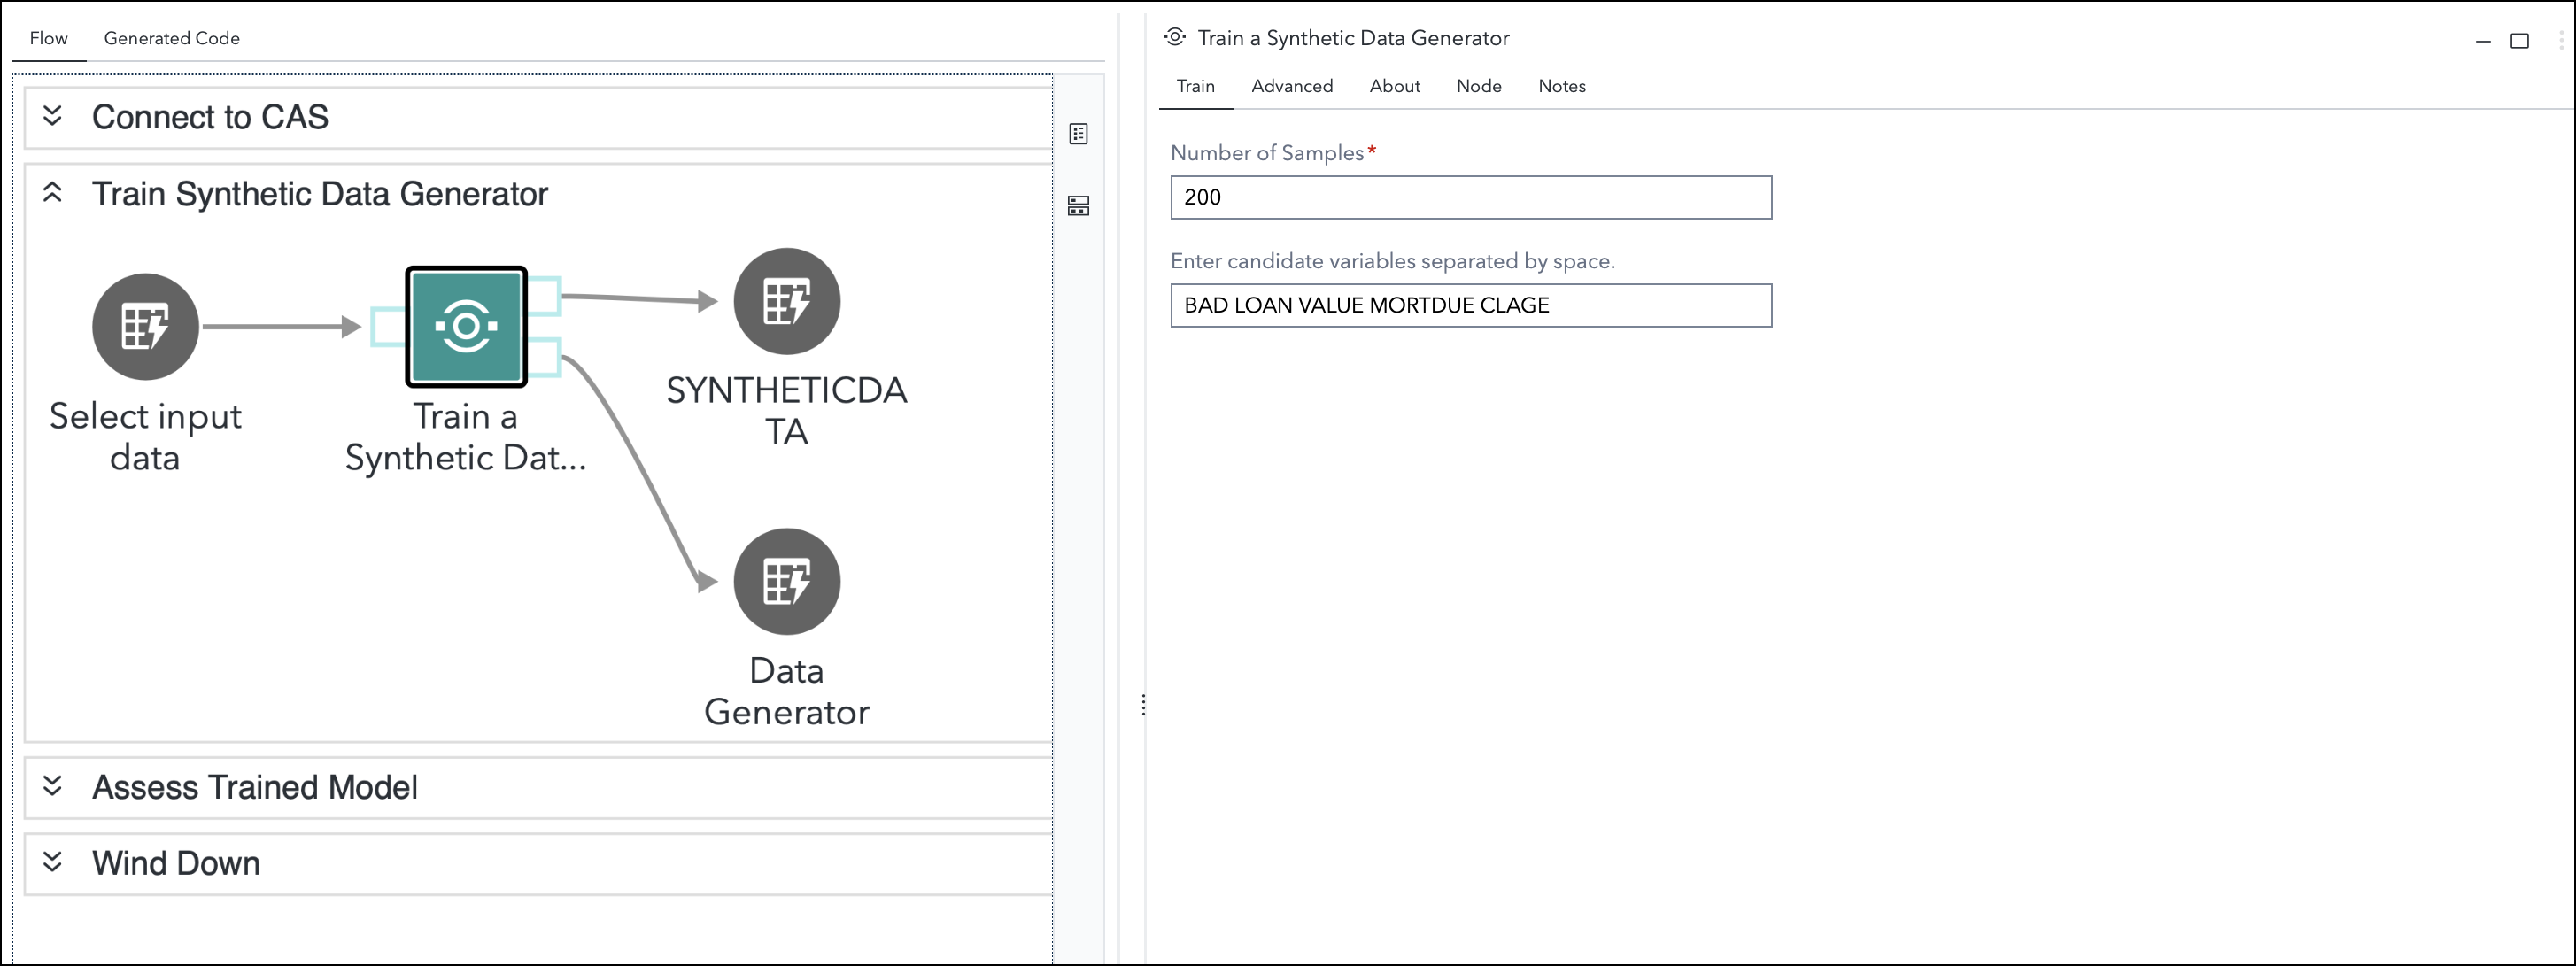 Flow Generated Code
Connect to CAS
Train Synthetic Data Generator
Select input
data
Train a
Synthetic Dat...
SYNTHETICDA
TA
Data
Generator
Assess Trained Model
Wind Down
Train a Synthetic Data Generator
Train Advanced About Node Notes
Number of Samples*
200
Enter candidate variables separated by space.
BAD LOAN VALUE MORTDUE CLAGE